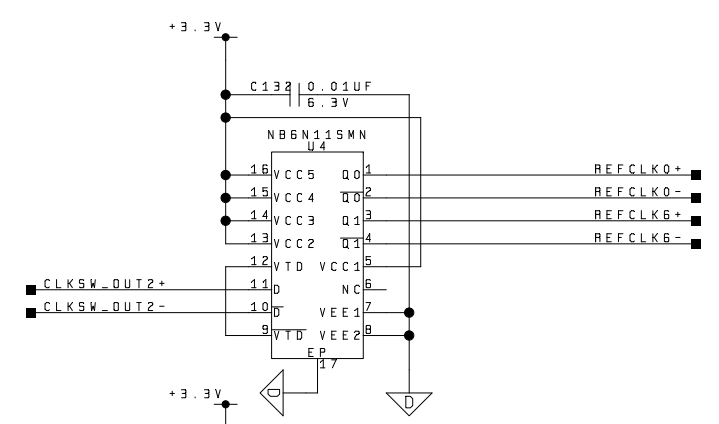 +3.3V
C132 0.01UF
6.3V
NB6N11SMN
U4
16 VCC5 Q0 1 REFCLK0+
15 VCC4 Q0 2 REFCLK0-
14 VCC3 Q1 3 REFCLK6+
13 VCC2 Q1 4 REFCLK6-
12 VTD VCC1 5
CLKSW_OUT2+ 11 D NC 6
CLKSW_OUT2- 10 D VEE1 7
9 VTD VEE2 8
EP
17
D
D
+3.3V